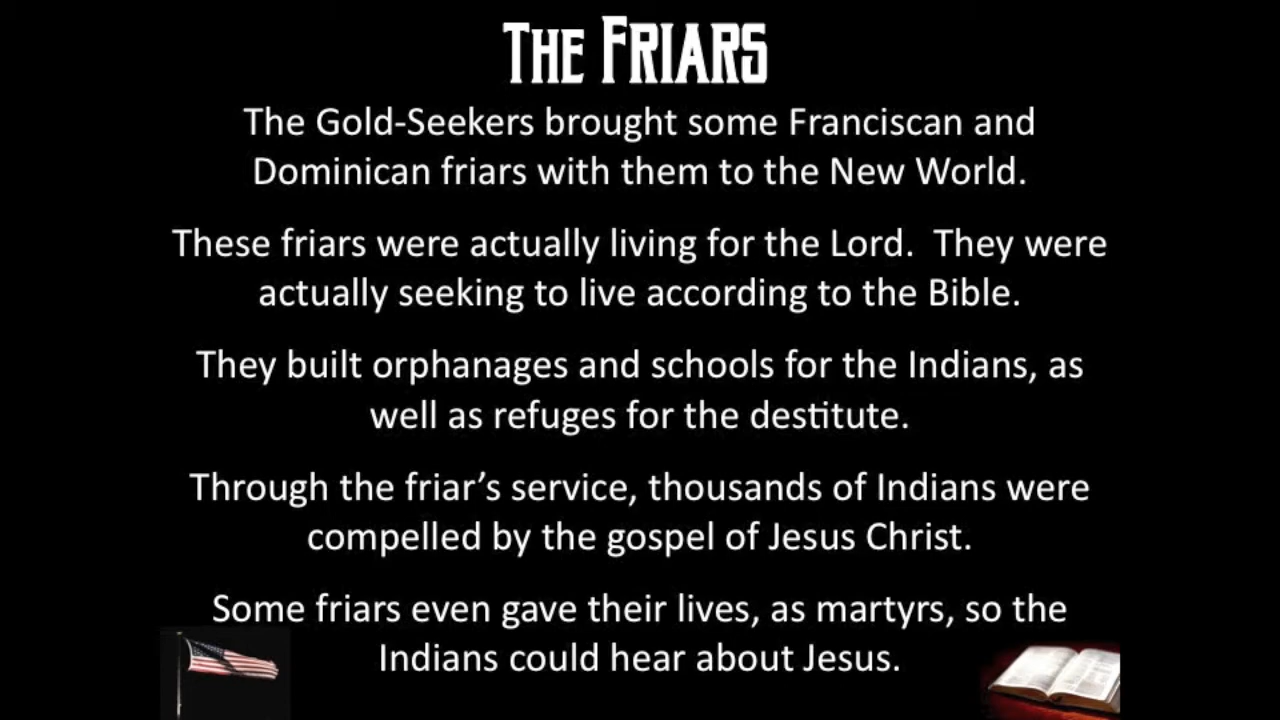 THE FRIARS
The Gold-Seekers brought some Franciscan and
Dominican friars with them to the New World.
These friars were actually living for the Lord.  They were
actually seeking to live according to the Bible.
They built orphanages and schools for the Indians, as
well as refuges for the destitute.
Through the friar’s service, thousands of Indians were
compelled by the gospel of Jesus Christ.
Some friars even gave their lives, as martyrs, so the
Indians could hear about Jesus.